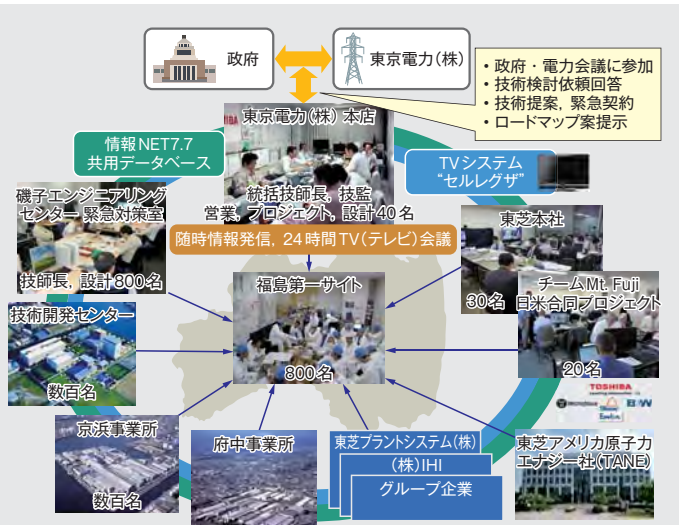 政府
東京電力(株)
・政府・電力会議に参加
・技術検討依頼回答
・技術提案，緊急契約
・ロードマップ案提示
東京電力(株) 本店
情報NET7.7
共用データベース
TVシステム
“セルレグザ”
磯子エンジニアリング
センター 緊急対策室
統括技師長，技監
営業，プロジェクト，設計40名
東芝本社
随時情報発信，24時間TV(テレビ)会議
技師長，設計800名
福島第一サイト
チームMt. Fuji
日米合同プロジェクト
30名
技術開発センター
800名
20名
数百名
TOSHIBA
B&W
京浜事業所
府中事業所
東芝プラントシステム(株)
(株)IHI
グループ企業
東芝アメリカ原子力
エナジー社(TANE)
数百名